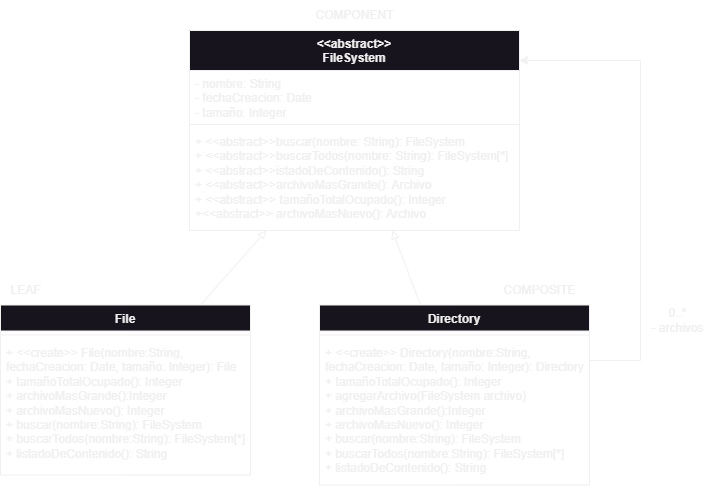 COMPONENT
<<abstract>>
FileSystem
- nombre: String
- fechaCreacion: Date
- tamaño: Integer
+ <<abstract>>buscar(nombre: String): FileSystem
+ <<abstract>>buscarTodos(nombre: String): FileSystem[*]
+ <<abstract>>istadoDeContenido(): String
+ <<abstract>>archivoMasGrande(): Archivo
+ <<abstract>> tamañoTotalOcupado(): Integer
+<<abstract>> archivoMasNuevo(): Archivo
LEAF
COMPOSITE
File
+ <<create>> File(nombre:String,
fechaCreacion: Date, tamaño: Integer): File
+ tamañoTotalOcupado(): Integer
+ archivoMasGrande():Integer
+ archivoMasNuevo(): Integer
+ buscar(nombre:String): FileSystem
+ buscarTodos(nombre:String): FileSystem[*]
+ listadoDeContenido(): String
Directory
+ <<create>> Directory(nombre:String,
fechaCreacion: Date, tamaño: Integer): Directory
+ tamañoTotalOcupado(): Integer
+ agregarArchivo(FileSystem archivo)
+ archivoMasGrande():Integer
+ archivoMasNuevo(): Integer
+ buscar(nombre:String): FileSystem
+ buscarTodos(nombre:String): FileSystem[*]
+ listadoDeContenido(): String
0..*
- archivos